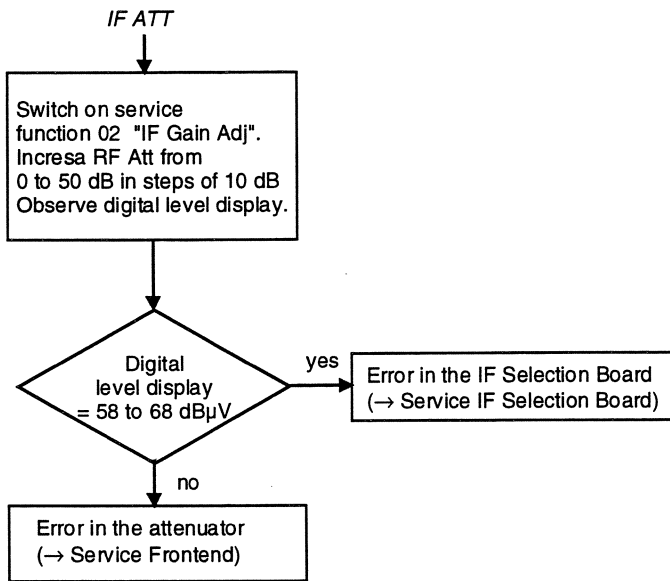 IF ATT
Switch on service
function 02 "IF Gain Adj".
Incresa RF Att from
0 to 50 dB in steps of 10 dB
Observe digital level display.
Digital
level display
= 58 to 68 dBµV
yes
Error in the IF Selection Board
(→ Service IF Selection Board)
no
Error in the attenuator
(→ Service Frontend)